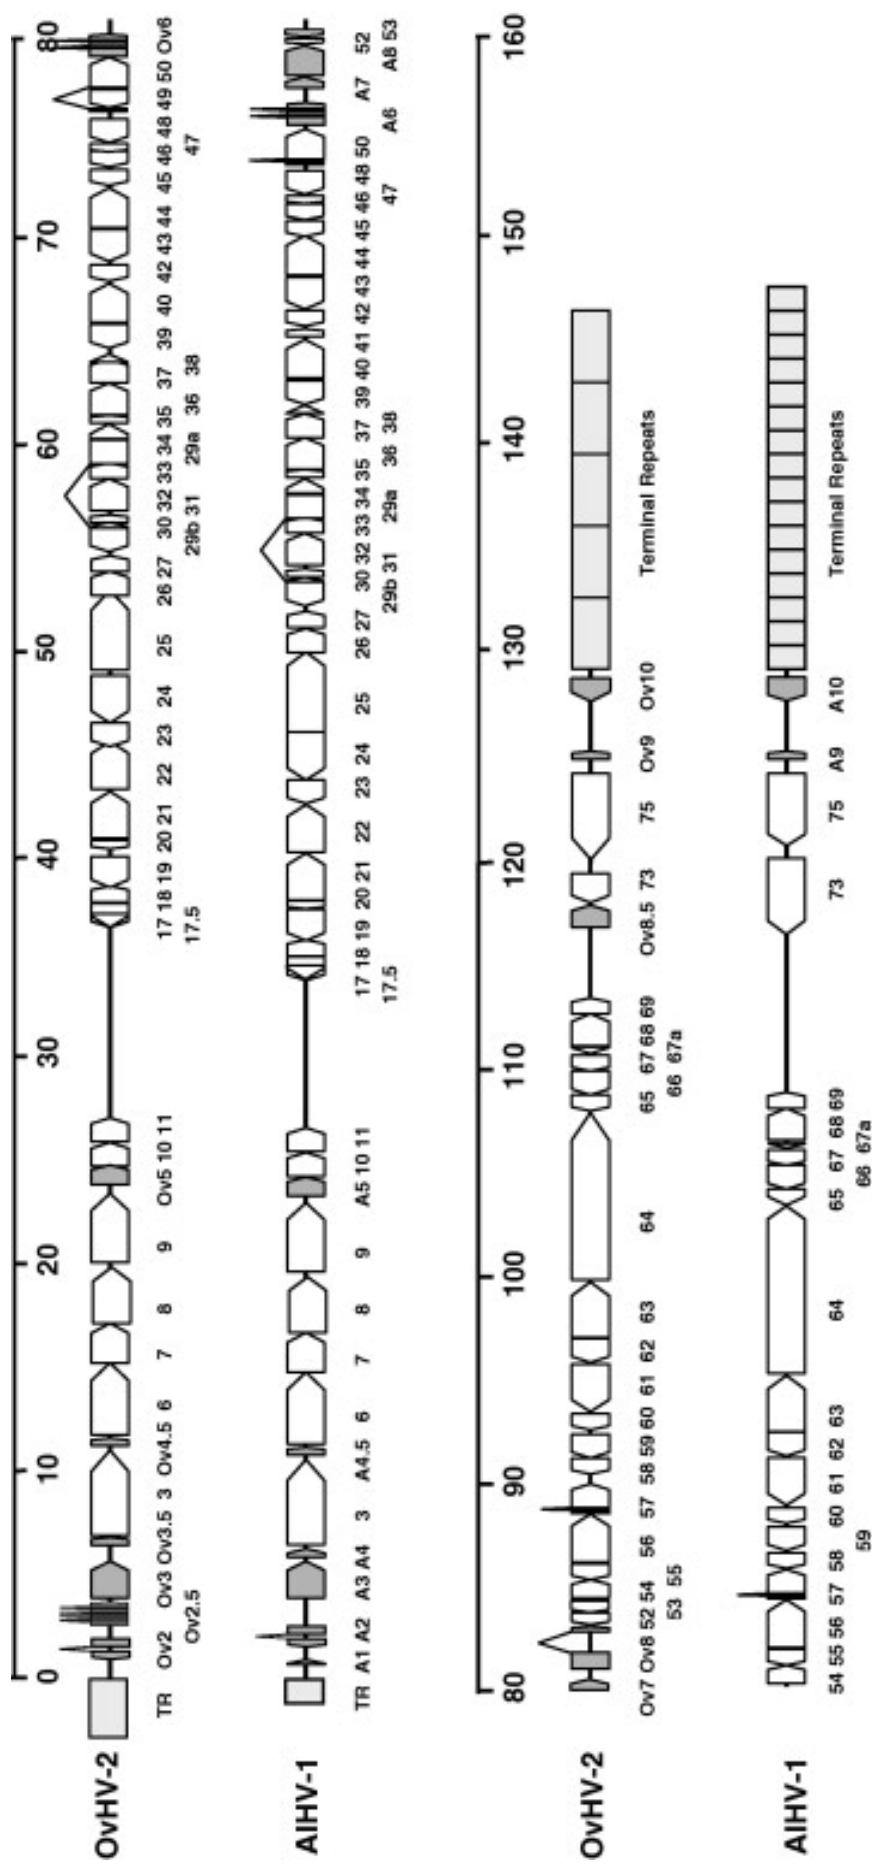 0 10 20 30 40 50 60 70 80
OvHV-2
TR Ov2 Ov3 Ov3.5 3 Ov4.5 6 7 8 9 Ov5 10 11 17 18 19 20 21 22 23 24 25 26 27 30 32 33 34 35 37 39 40 42 43 44 45 46 48 49 50 Ov6
Ov2.5 17.5 29b 31 29a 36 38 47
AlHV-1
TR A1 A2 A3 A4 3 A4.5 6 7 8 9 A5 10 11 17 18 19 20 21 22 23 24 25 26 27 30 32 33 34 35 37 39 40 41 42 43 44 45 46 48 50 A6 A7 52
17.5 29b 31 29a 36 38 47 A8 53
80 90 100 110 120 130 140 150 160
OvHV-2
Ov7 Ov8 52 54 56 57 58 59 60 61 62 63 64 65 67 68 69 Ov8.5 73 75 Ov9 Ov10 Terminal Repeats
53 55 66 67a
AlHV-1
54 55 56 57 58 60 61 62 63 64 65 67 68 69 73 75 A9 A10 Terminal Repeats
59 66 67a